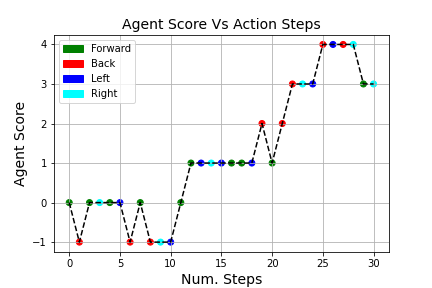 Agent Score Vs Action Steps
Forward
Back
Left
Right
4
3
2
1
0
−1
Agent Score
0 5 10 15 20 25 30
Num. Steps